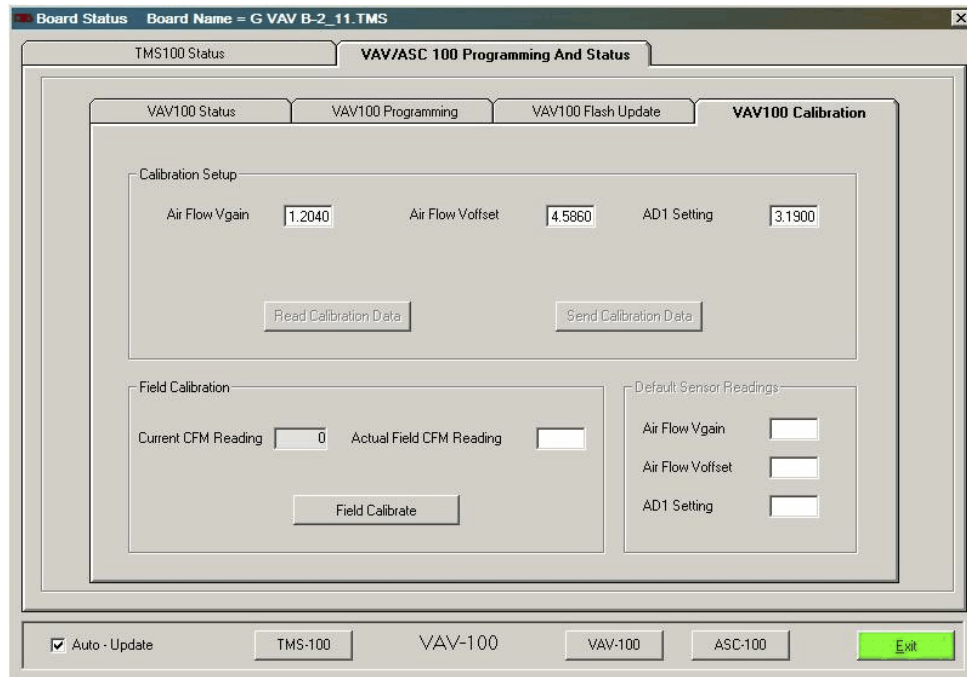 Board Status Board Name = G VAV B-2_11.TMS
TMS100 Status VAV/ASC 100 Programming And Status
VAV100 Status VAV100 Programming VAV100 Flash Update VAV100 Calibration
Calibration Setup
Air Flow Vgain 1.2040 Air Flow Voffset 4.5860 AD1 Setting 3.1900
Read Calibration Data Send Calibration Data
Field Calibration
Current CFM Reading 0 Actual Field CFM Reading
Field Calibrate
Default Sensor Readings
Air Flow Vgain
Air Flow Voffset
AD1 Setting
Auto - Update TMS-100 VAV-100 VAV-100 ASC-100 Exit